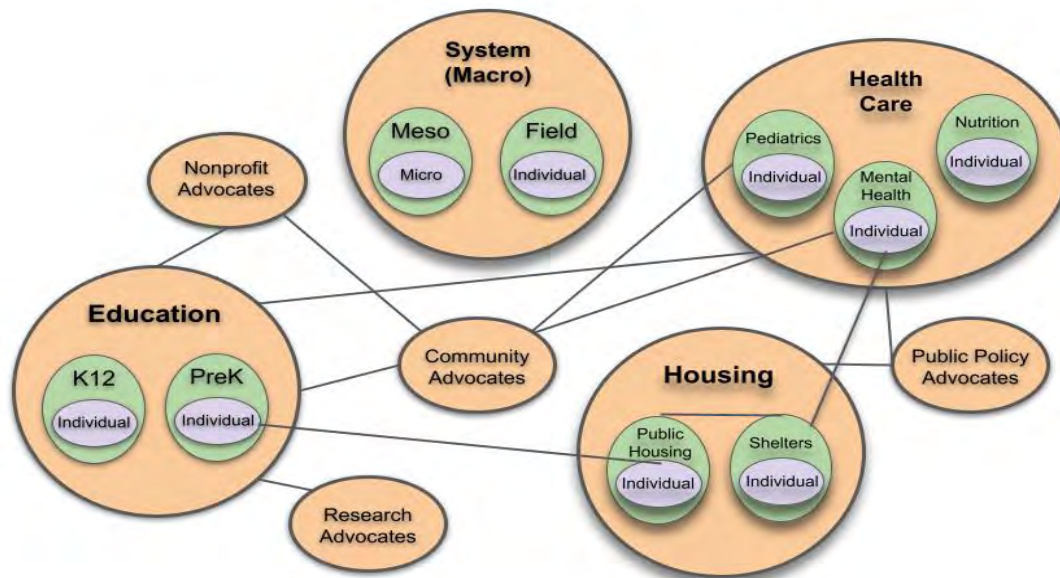 System
(Macro)
Meso
Micro
Field
Individual
Health
Care
Pediatrics
Individual
Mental
Health
Individual
Nutrition
Individual
Nonprofit
Advocates
Education
K12
Individual
PreK
Individual
Community
Advocates
Housing
Public
Housing
Individual
Shelters
Individual
Public Policy
Advocates
Research
Advocates